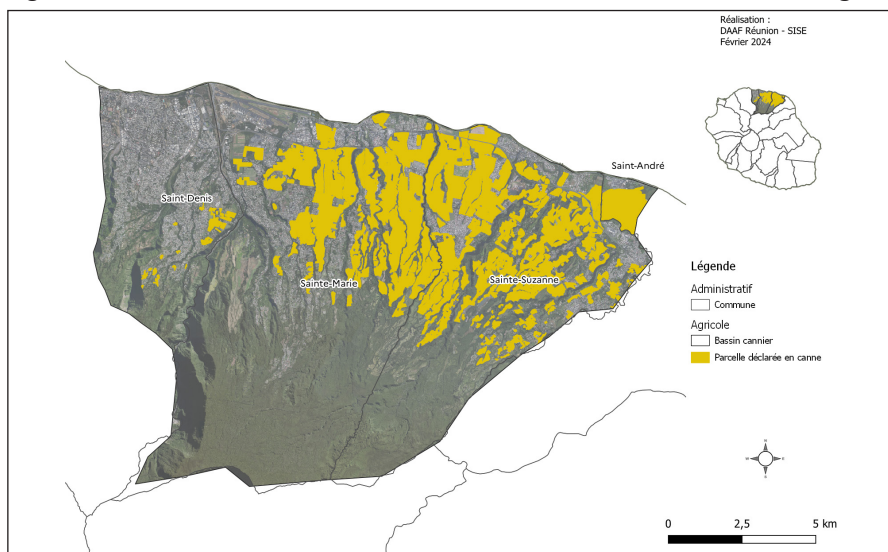 Réalisation :
DAAF Réunion - SISE
Février 2024
Saint-André
Saint-Denis
Sainte-Marie
Sainte-Suzanne
Légende
Administratif
Commune
Agricole
Bassin cannier
Parcelle déclarée en canne
0 2,5 5 km